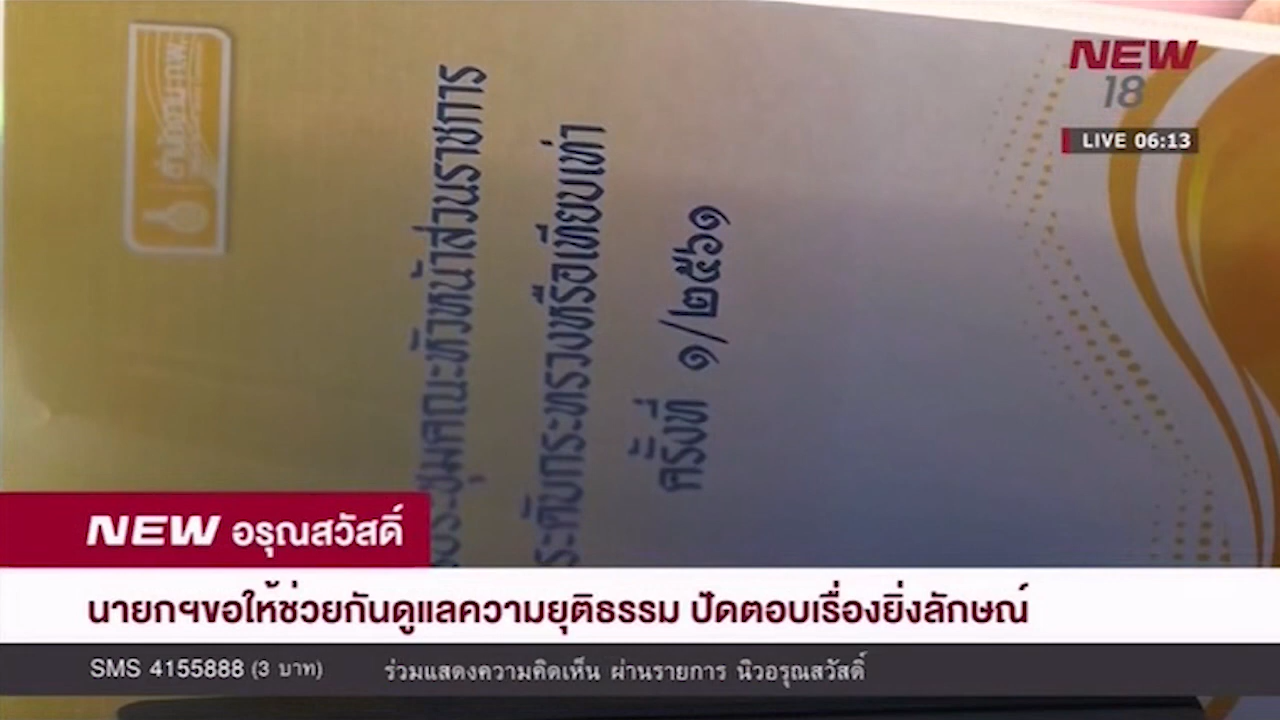 NEW
18
LIVE 06:13
ประชุมคณะหัวหน้าส่วนราชการ
ระดับกระทรวงหรือเทียบเท่า
ครั้งที่ ๑/๒๕๖๑
NEW อรุณสวัสดิ์
นายกฯขอให้ช่วยกันดูแลความยุติธรรม ปัดตอบเรื่องยิ่งลักษณ์
SMS 4155888 (3 บาท) ร่วมแสดงความคิดเห็น ผ่านรายการ นิวอรุณสวัสดิ์